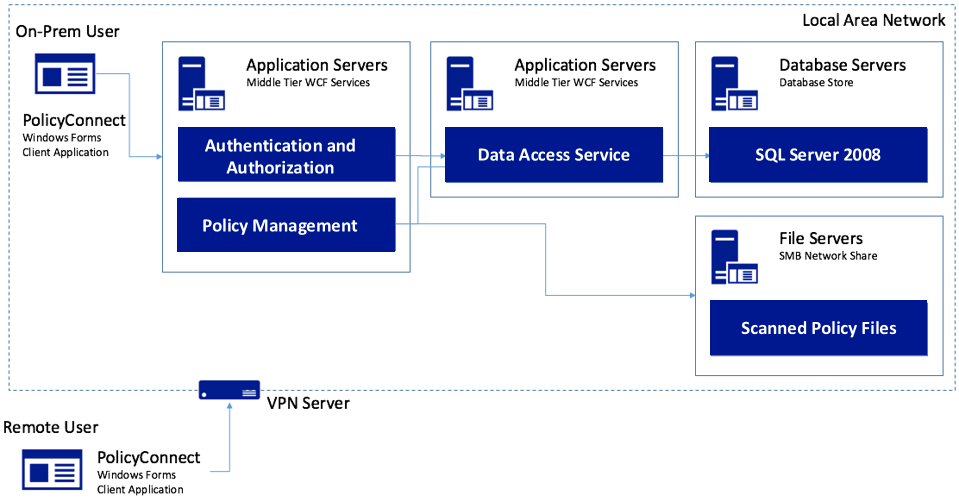 Local Area Network
On-Prem User
PolicyConnect
Windows Forms
Client Application
Application Servers
Middle Tier WCF Services
Authentication and
Authorization
Policy Management
Application Servers
Middle Tier WCF Services
Data Access Service
Database Servers
Database Store
SQL Server 2008
File Servers
SMB Network Share
Scanned Policy Files
VPN Server
Remote User
PolicyConnect
Windows Forms
Client Application